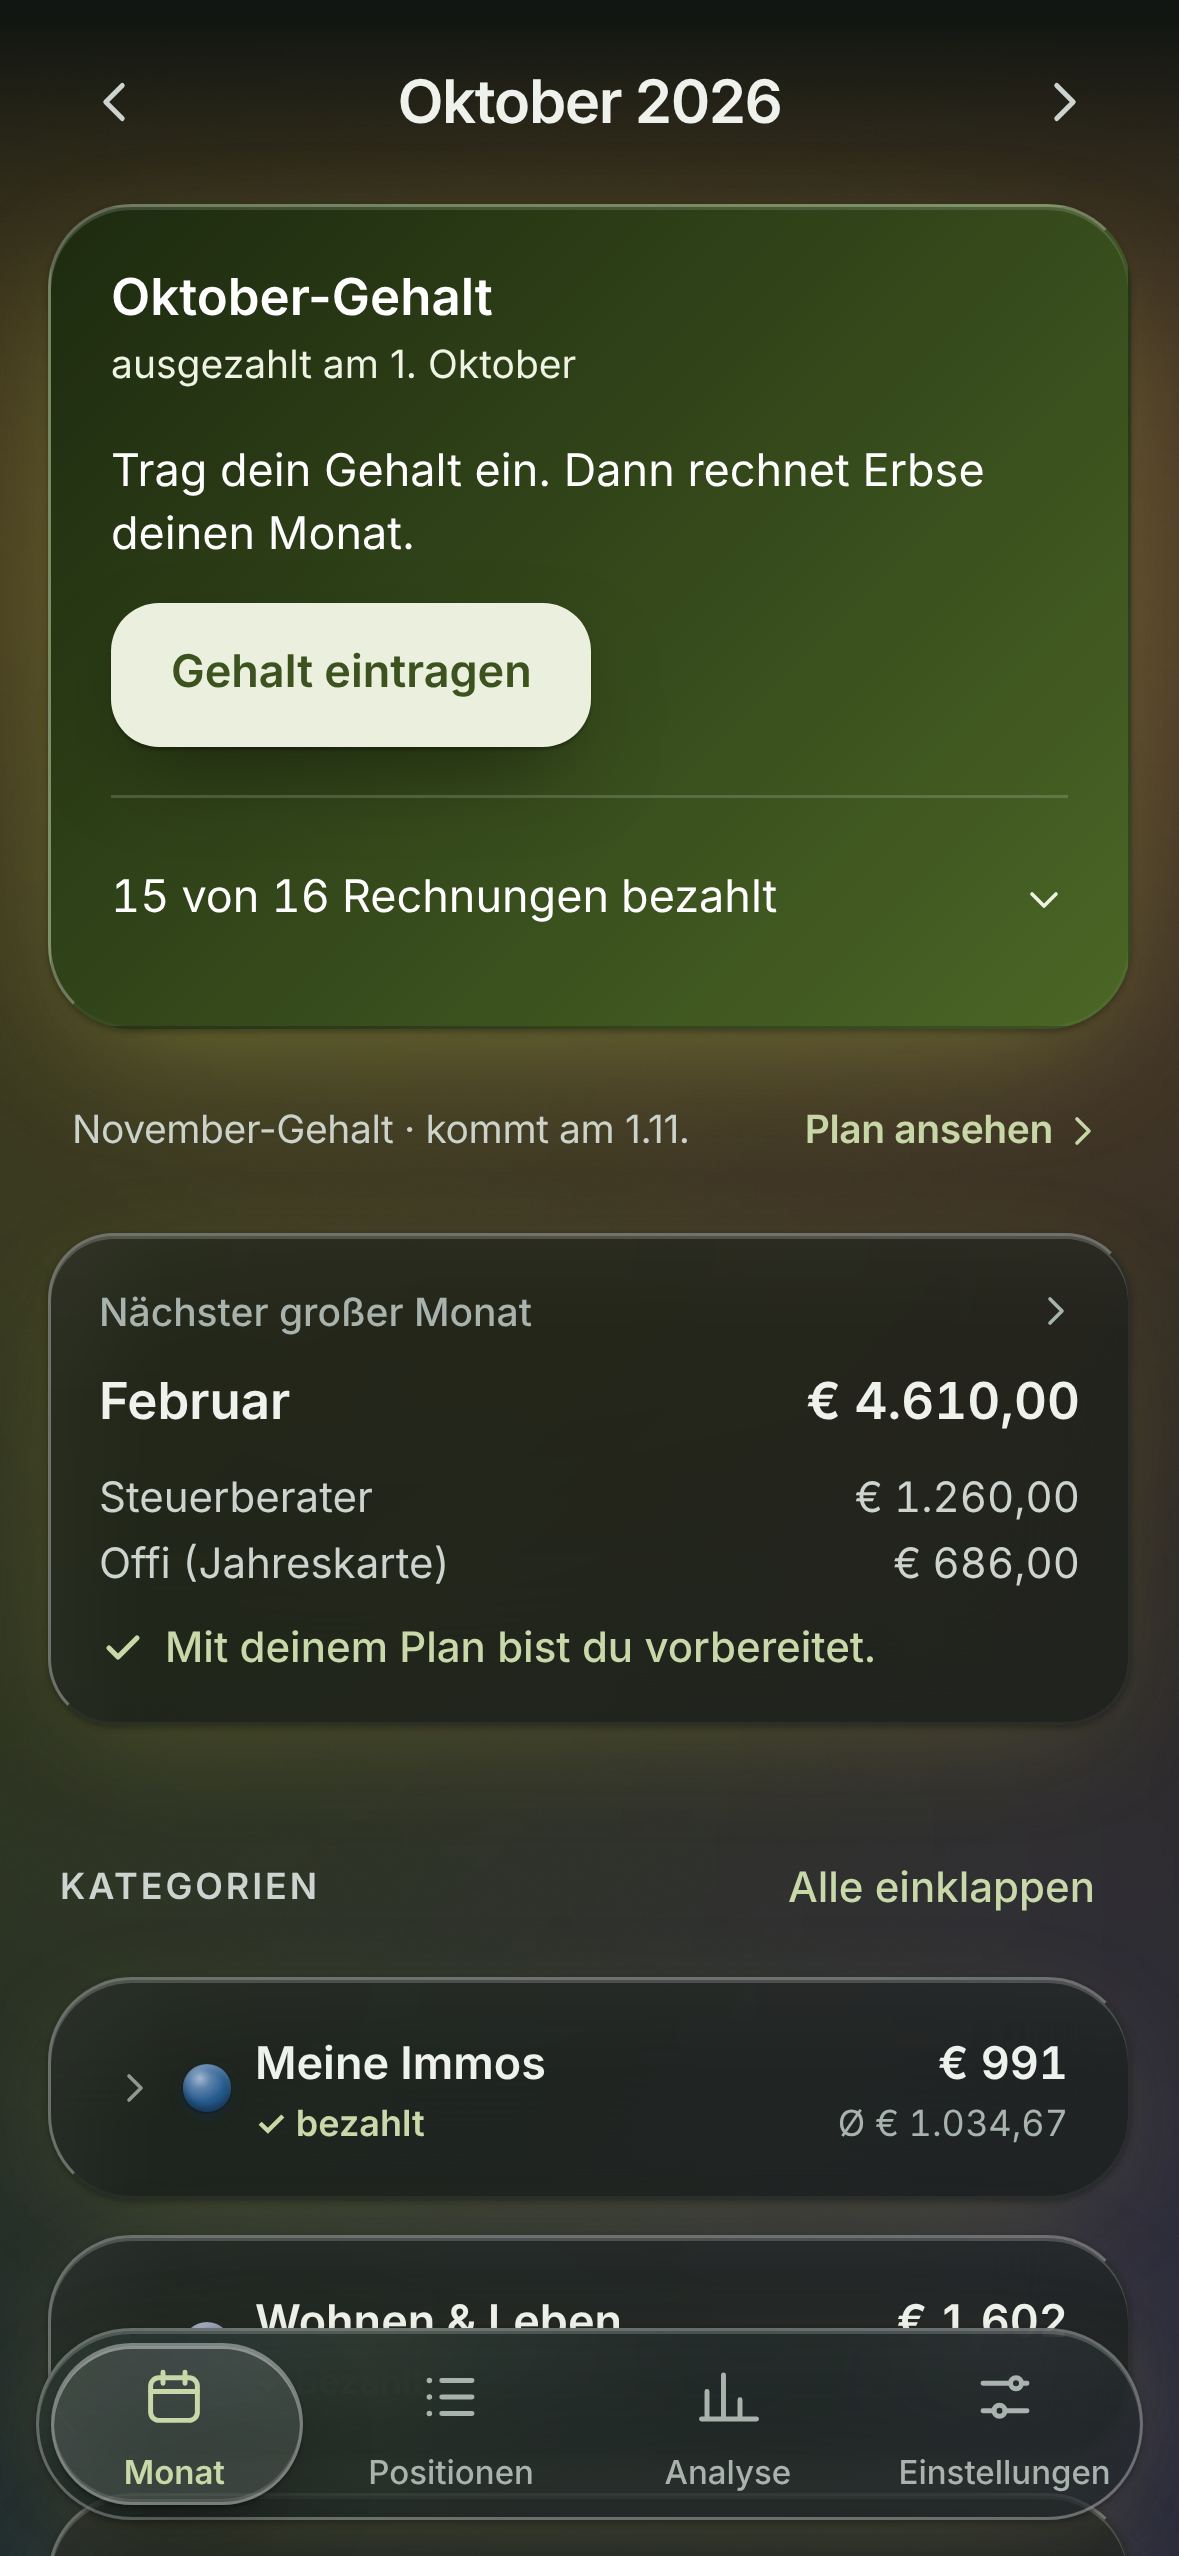 Oktober 2026
Oktober-Gehalt
ausgezahlt am 1. Oktober
Trag dein Gehalt ein. Dann rechnet Erbse
deinen Monat.
Gehalt eintragen
15 von 16 Rechnungen bezahlt
November-Gehalt · kommt am 1.11.
Plan ansehen
Nächster großer Monat
Februar
€ 4.610,00
Steuerberater
€ 1.260,00
Offi (Jahreskarte)
€ 686,00
Mit deinem Plan bist du vorbereitet.
KATEGORIEN
Alle einklappen
Meine Immos
€ 991
bezahlt
Ø € 1.034,67
Wohnen & Leben
€ 1.602
Monat
Positionen
Analyse
Einstellungen